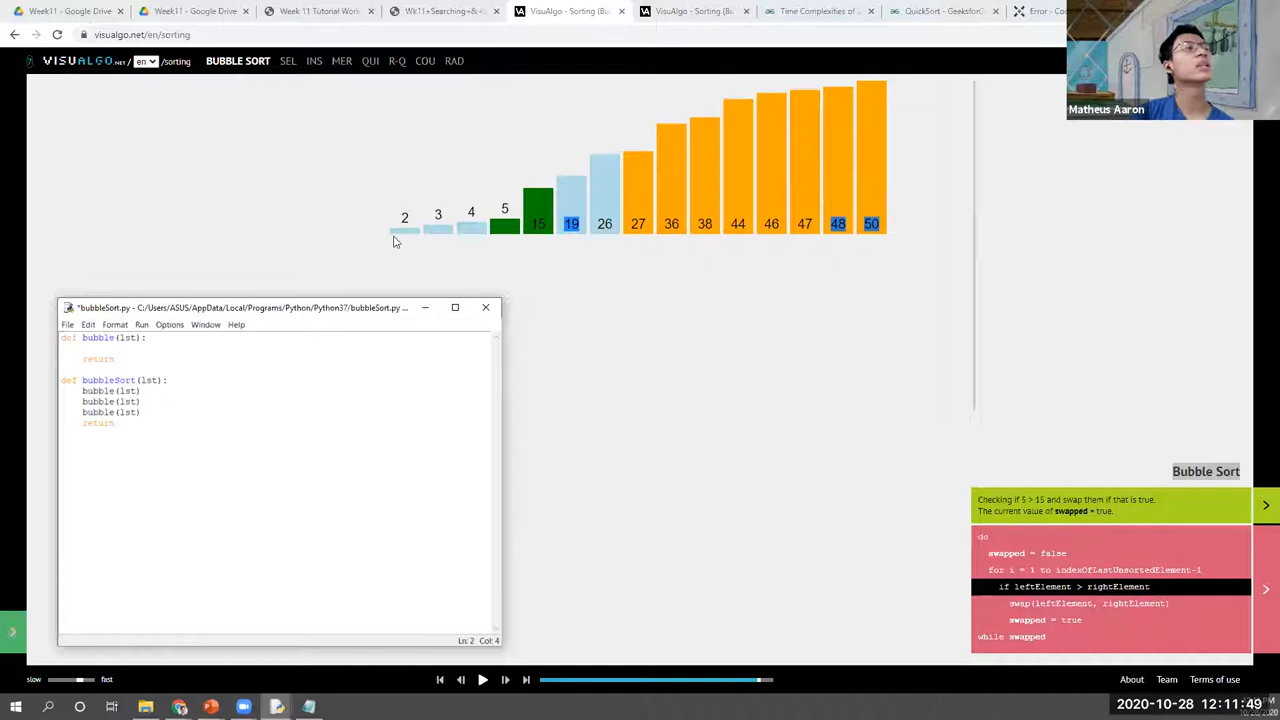 Week11 - Google Drive
Week11 - Google Drive
Week 11 Tutorial Work
Wk11+Searching+&+
VisuAlgo - Sorting (Bu
VisuAlgo - Sorting (Bu
Time Complexities of
QuickSort - Geeksfor
Error - Co
visualgo.net/en/sorting
7 VISUALGO.NET/ en /sorting BUBBLE SORT SEL INS MER QUI R-Q COU RAD
Matheus Aaron
2 3 4 5 15 19 26 27 36 38 44 46 47 48 50
*bubbleSort.py - C:/Users/ASUS/AppData/Local/Programs/Python/Python37/bubbleSort.py ...
File Edit Format Run Options Window Help
def bubble(lst):
return
def bubbleSort(lst):
bubble(lst)
bubble(lst)
bubble(lst)
return
Ln: 2 Col: 4
Bubble Sort
Checking if 5 > 15 and swap them if that is true.
The current value of swapped = true.
do
swapped = false
for i = 1 to indexOfLastUnsortedElement-1
if leftElement > rightElement
swap(leftElement, rightElement)
swapped = true
while swapped
slow fast
About Team Terms of use
2020-10-28 12:11:49